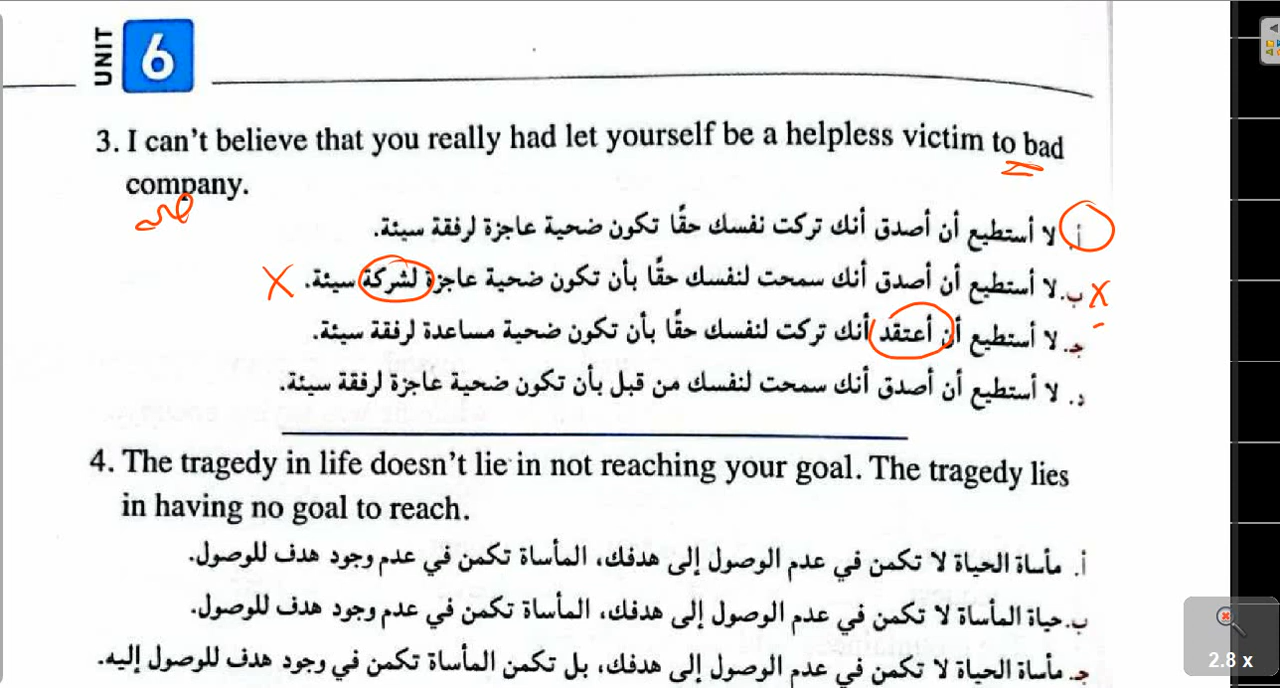 UNIT 6
3. I can't believe that you really had let yourself be a helpless victim to bad
company.
أ. لا أستطيع أن أصدق أنك تركت نفسك حقًا تكون ضحية عاجزة لرفقة سيئة.
ب. لا أستطيع أن أصدق أنك سمحت لنفسك حقًا بأن تكون ضحية عاجزة لشركة سيئة.
جـ. لا أستطيع أن أعتقد أنك تركت لنفسك حقًا بأن تكون ضحية مساعدة لرفقة سيئة.
د. لا أستطيع أن أصدق أنك سمحت لنفسك من قبل بأن تكون ضحية عاجزة لرفقة سيئة.
4. The tragedy in life doesn't lie in not reaching your goal. The tragedy lies
in having no goal to reach.
أ. مأساة الحياة لا تكمن في عدم الوصول إلى هدفك، المأساة تكمن في عدم وجود هدف للوصول.
ب. حياة المأساة لا تكمن في عدم الوصول إلى هدفك، المأساة تكمن في عدم وجود هدف للوصول.
جـ. مأساة الحياة لا تكمن في عدم الوصول إلى هدفك، بل تكمن المأساة تكمن في وجود هدف للوصول إليه.
2.8 x